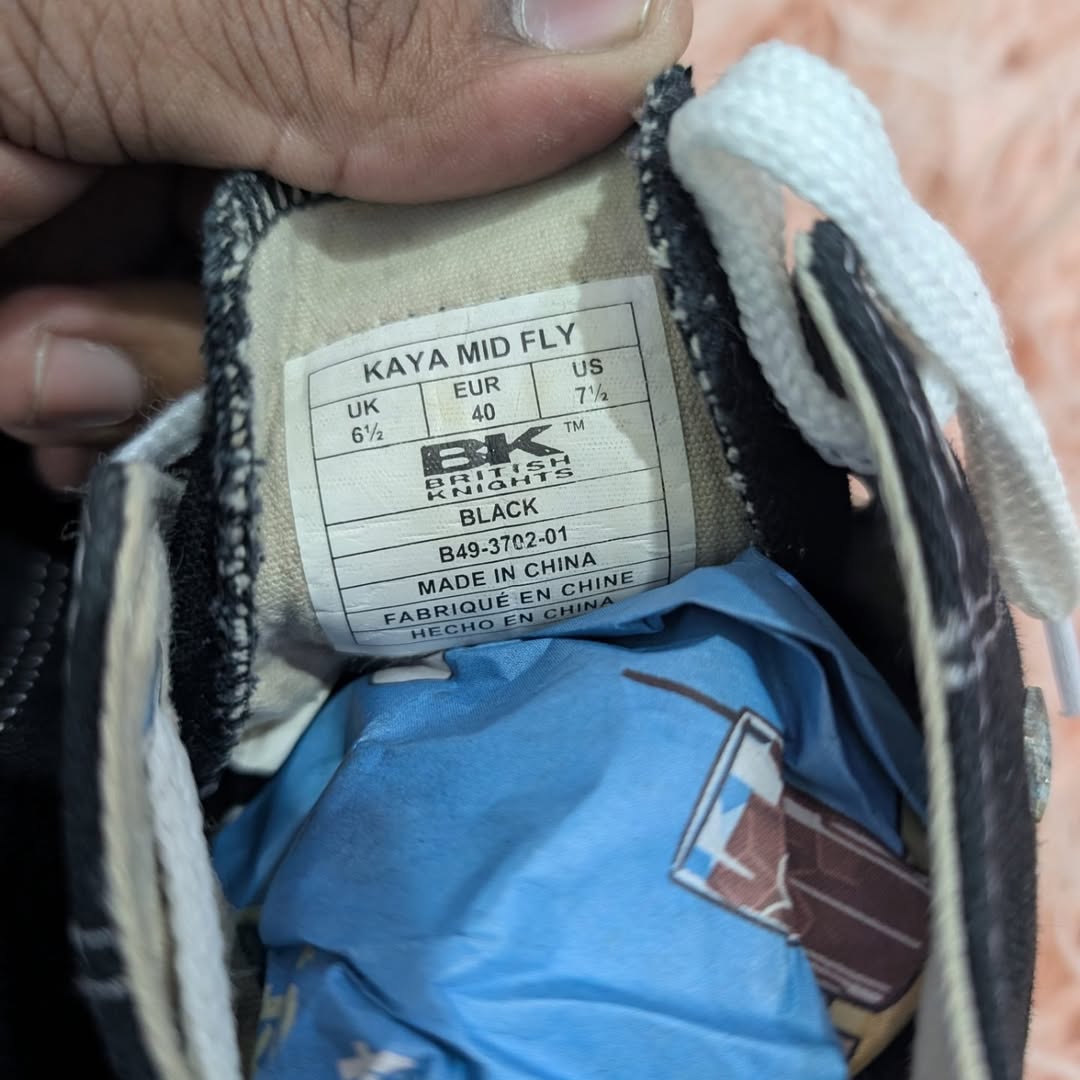 KAYA MID FLY
UK EUR US
6½ 40 7½
BK™
BRITISH
KNIGHTS
BLACK
B49-3702-01
MADE IN CHINA
FABRIQUÉ EN CHINE
HECHO EN CHINA